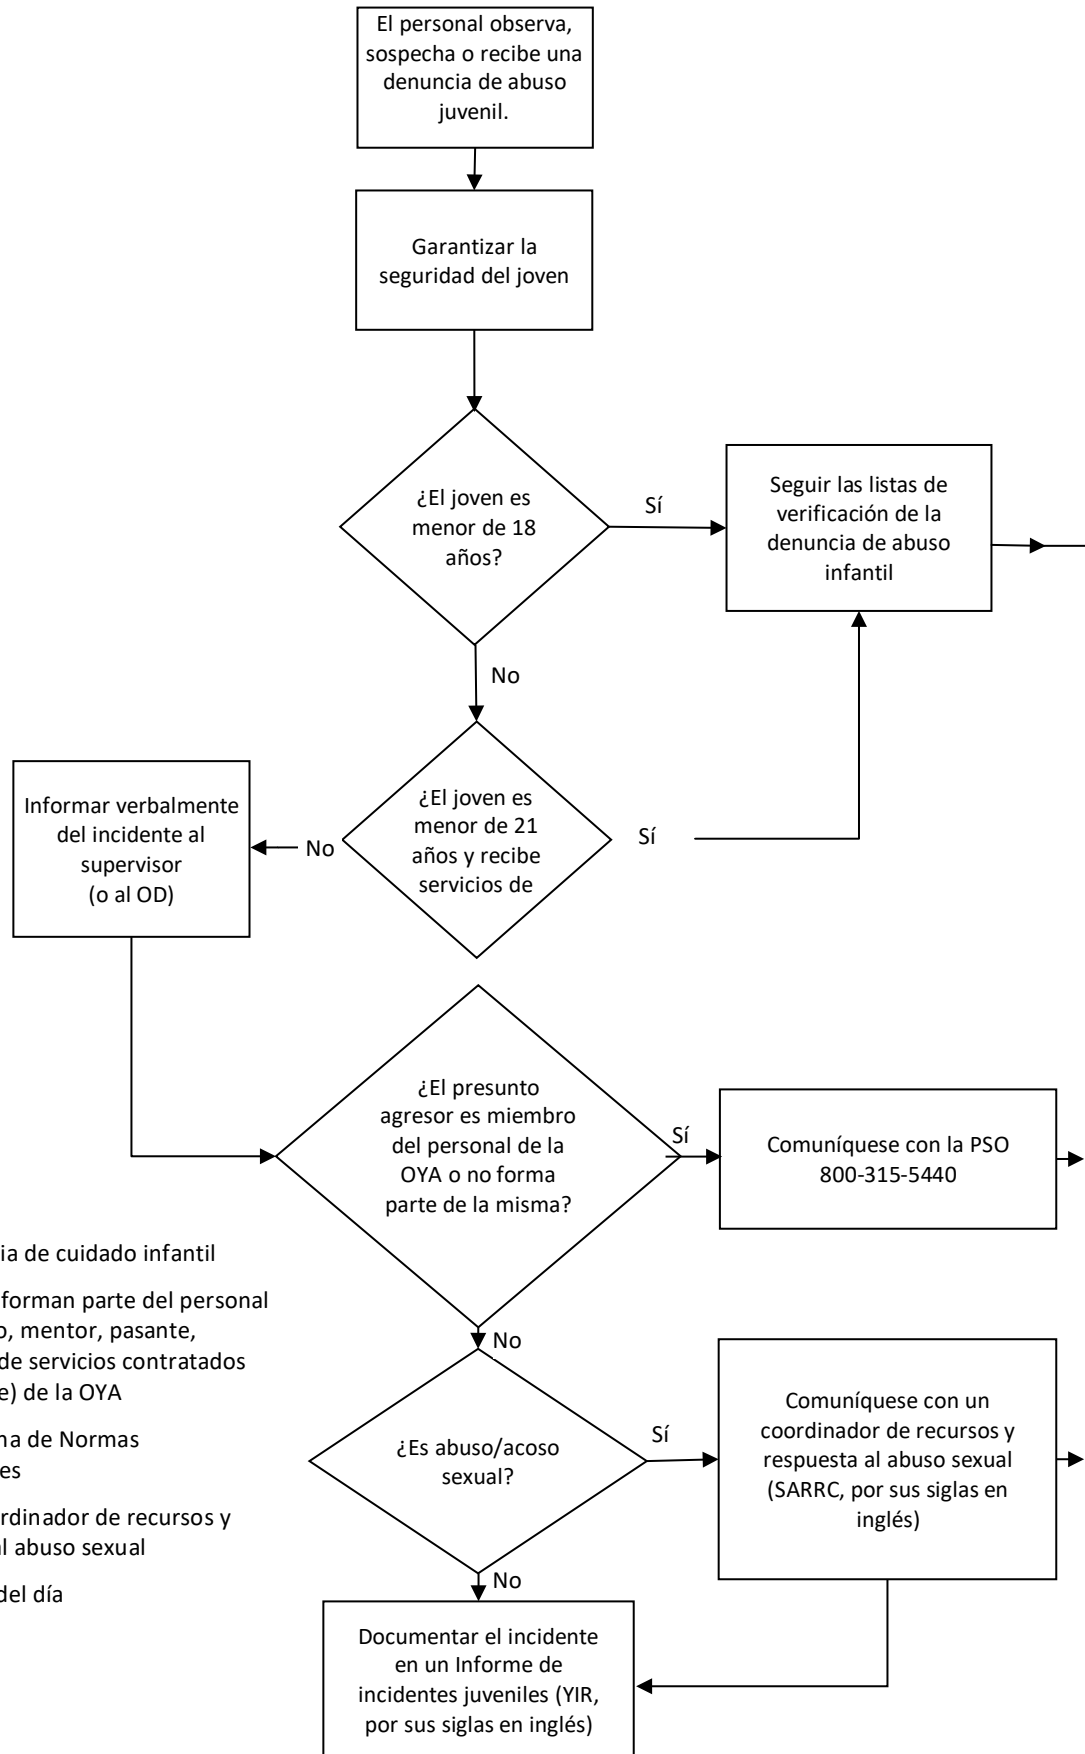 El personal observa,
sospecha o recibe una
denuncia de abuso
juvenil.
Garantizar la
seguridad del joven
¿El joven es
menor de 18
años?
Sí
Seguir las listas de
verificación de la
denuncia de abuso
infantil
No
¿El joven es
menor de 21
años y recibe
servicios de
Sí
No
Informar verbalmente
del incidente al
supervisor
(o al OD)
¿El presunto
agresor es miembro
del personal de la
OYA o no forma
parte de la misma?
Sí
Comuníquese con la PSO
800-315-5440
No
¿Es abuso/acoso
sexual?
Sí
Comuníquese con un
coordinador de recursos y
respuesta al abuso sexual
(SARRC, por sus siglas en
inglés)
No
Documentar el incidente
en un Informe de
incidentes juveniles (YIR,
por sus siglas en inglés)
de cuidado infantil
forman parte del personal
mentor, pasante,
de servicios contratados
de la OYA
de Normas
de recursos y
abuso sexual
del día